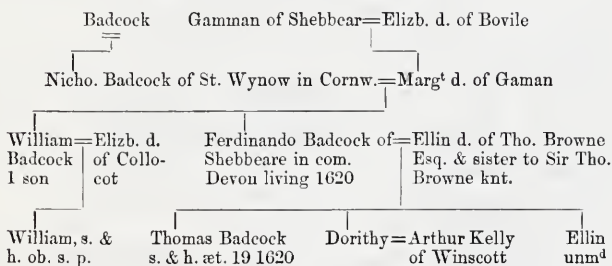 Badcock Gamman of Shebbear=Elizb. d. of Bovile
Nicho. Badcock of St. Wynow in Cornw.=Margt d. of Gaman
William=Elizb. d. Ferdinando Badcock of=Ellin d. of Tho. Browne
Badcock of Collo- Shebbeare in com. Esq. & sister to Sir Tho.
1 son cot Devon living 1620 Browne knt.
William, s. & Thomas Badcock Dorithy=Arthur Kelly Ellin
h. ob. s. p. s. & h. æt. 19 1620 of Winscott unmd